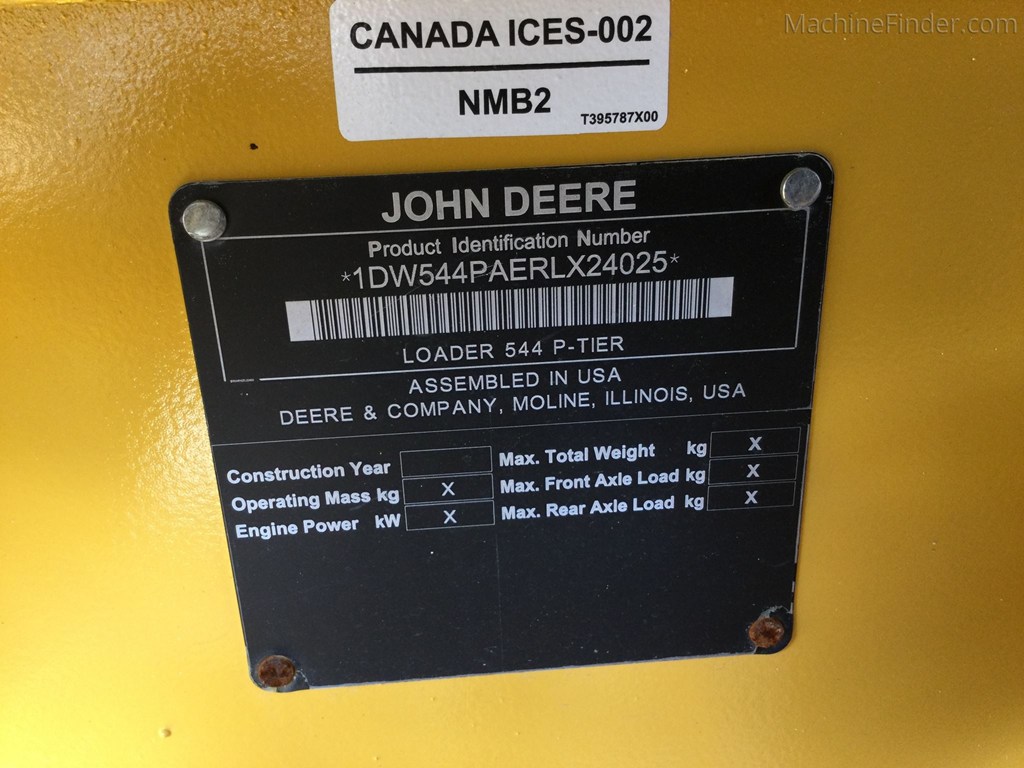 MachineFinder.com
CANADA ICES-002
NMB2
T395787X00
JOHN DEERE
Product Identification Number
*1DW544PAERLX24025*
LOADER 544 P-TIER
ASSEMBLED IN USA
DEERE & COMPANY, MOLINE, ILLINOIS, USA
Construction Year
Operating Mass kg X
Engine Power kW X
Max. Total Weight kg X
Max. Front Axle Load kg X
Max. Rear Axle Load kg X